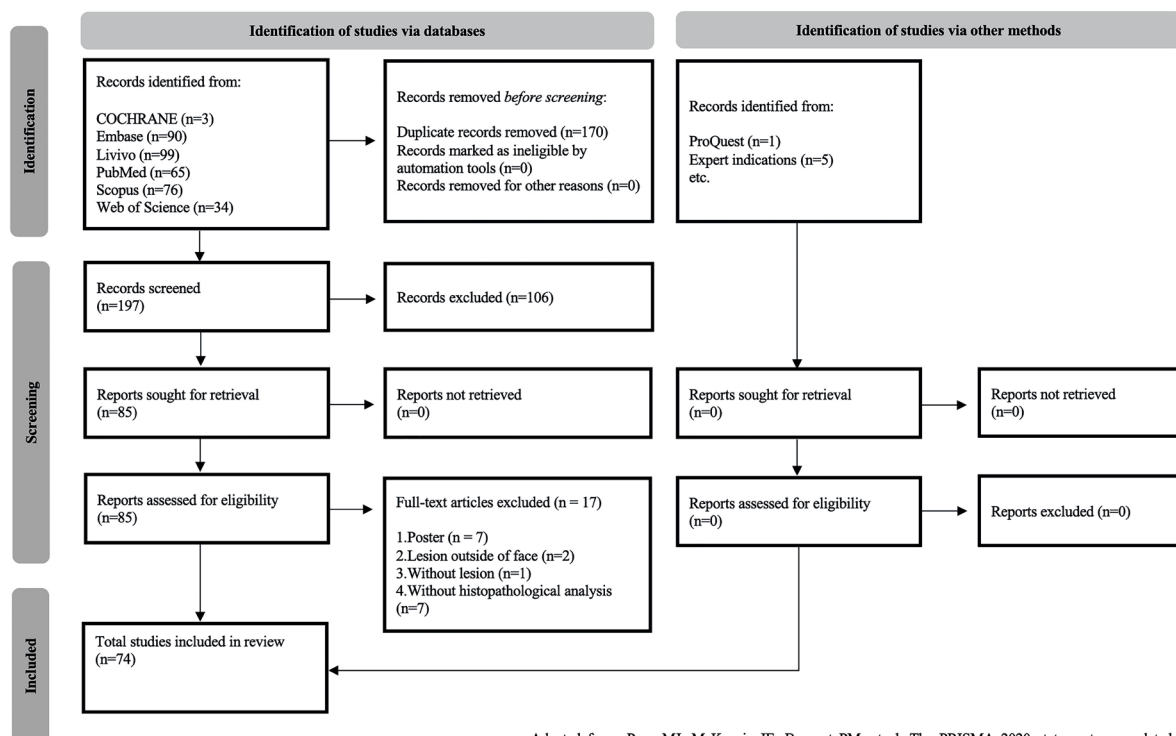 Identification of studies via databases
Identification of studies via other methods
Identification
Records identified from:
COCHRANE (n=3)
Embase (n=90)
Livivo (n=99)
PubMed (n=65)
Scopus (n=76)
Web of Science (n=34)
Records removed before screening:
Duplicate records removed (n=170)
Records marked as ineligible by
automation tools (n=0)
Records removed for other reasons (n=0)
Records identified from:
ProQuest (n=1)
Expert indications (n=5)
etc.
Screening
Records screened
(n=197)
Records excluded (n=106)
Reports sought for retrieval
(n=85)
Reports not retrieved
(n=0)
Reports sought for retrieval
(n=0)
Reports not retrieved
(n=0)
Reports assessed for eligibility
(n=85)
Full-text articles excluded (n = 17)
1.Poster (n = 7)
2.Lesion outside of face (n=2)
3.Without lesion (n=1)
4.Without histopathological analysis
(n=7)
Reports assessed for eligibility
(n=0)
Reports excluded (n=0)
Included
Total studies included in review
(n=74)